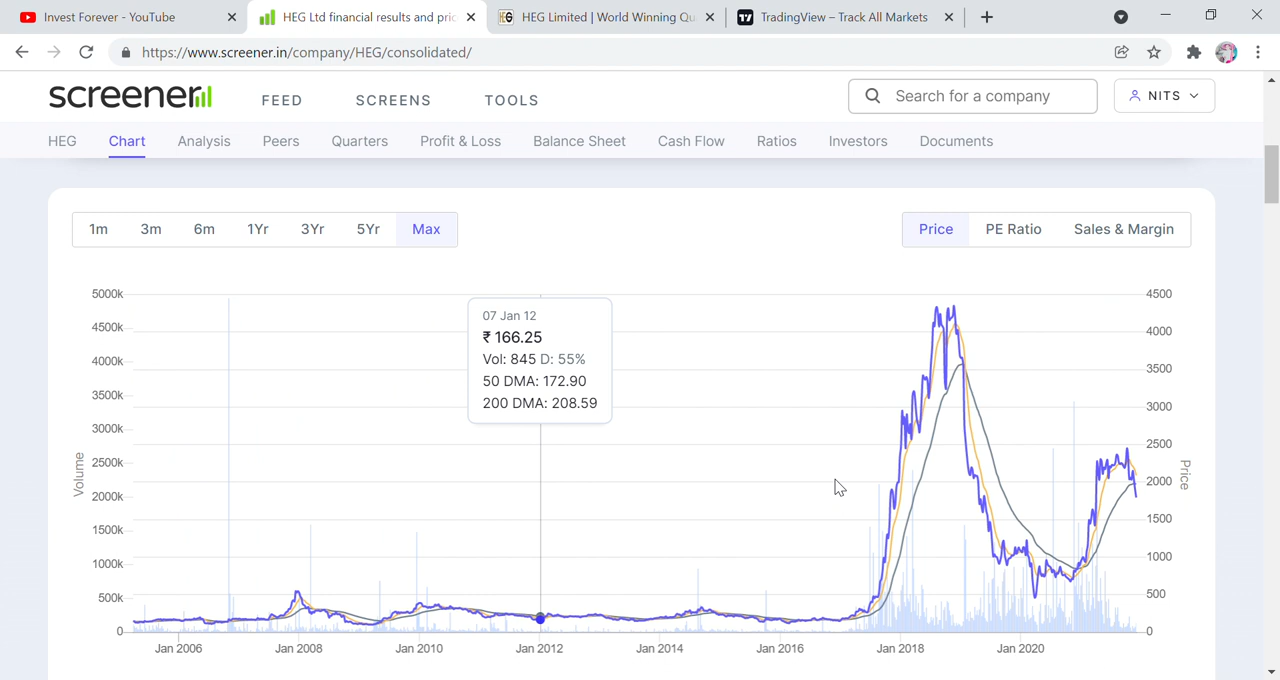 Invest Forever - YouTube
HEG Ltd financial results and pric
HEG Limited | World Winning Qu
TradingView – Track All Markets
https://www.screener.in/company/HEG/consolidated/
screener
FEED
SCREENS
TOOLS
Search for a company
NITS
HEG
Chart
Analysis
Peers
Quarters
Profit & Loss
Balance Sheet
Cash Flow
Ratios
Investors
Documents
1m
3m
6m
1Yr
3Yr
5Yr
Max
Price
PE Ratio
Sales & Margin
5000k
4500k
4000k
3500k
3000k
2500k
2000k
1500k
1000k
500k
0
Volume
07 Jan 12
₹ 166.25
Vol: 845 D: 55%
50 DMA: 172.90
200 DMA: 208.59
4500
4000
3500
3000
2500
2000
1500
1000
500
0
Price
Jan 2006
Jan 2008
Jan 2010
Jan 2012
Jan 2014
Jan 2016
Jan 2018
Jan 2020